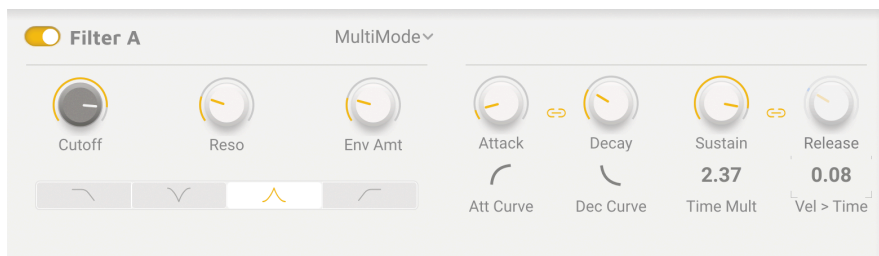 Filter A MultiMode
Cutoff Reso Env Amt Attack Decay Sustain Release
2.37 0.08
Att Curve Dec Curve Time Mult Vel > Time